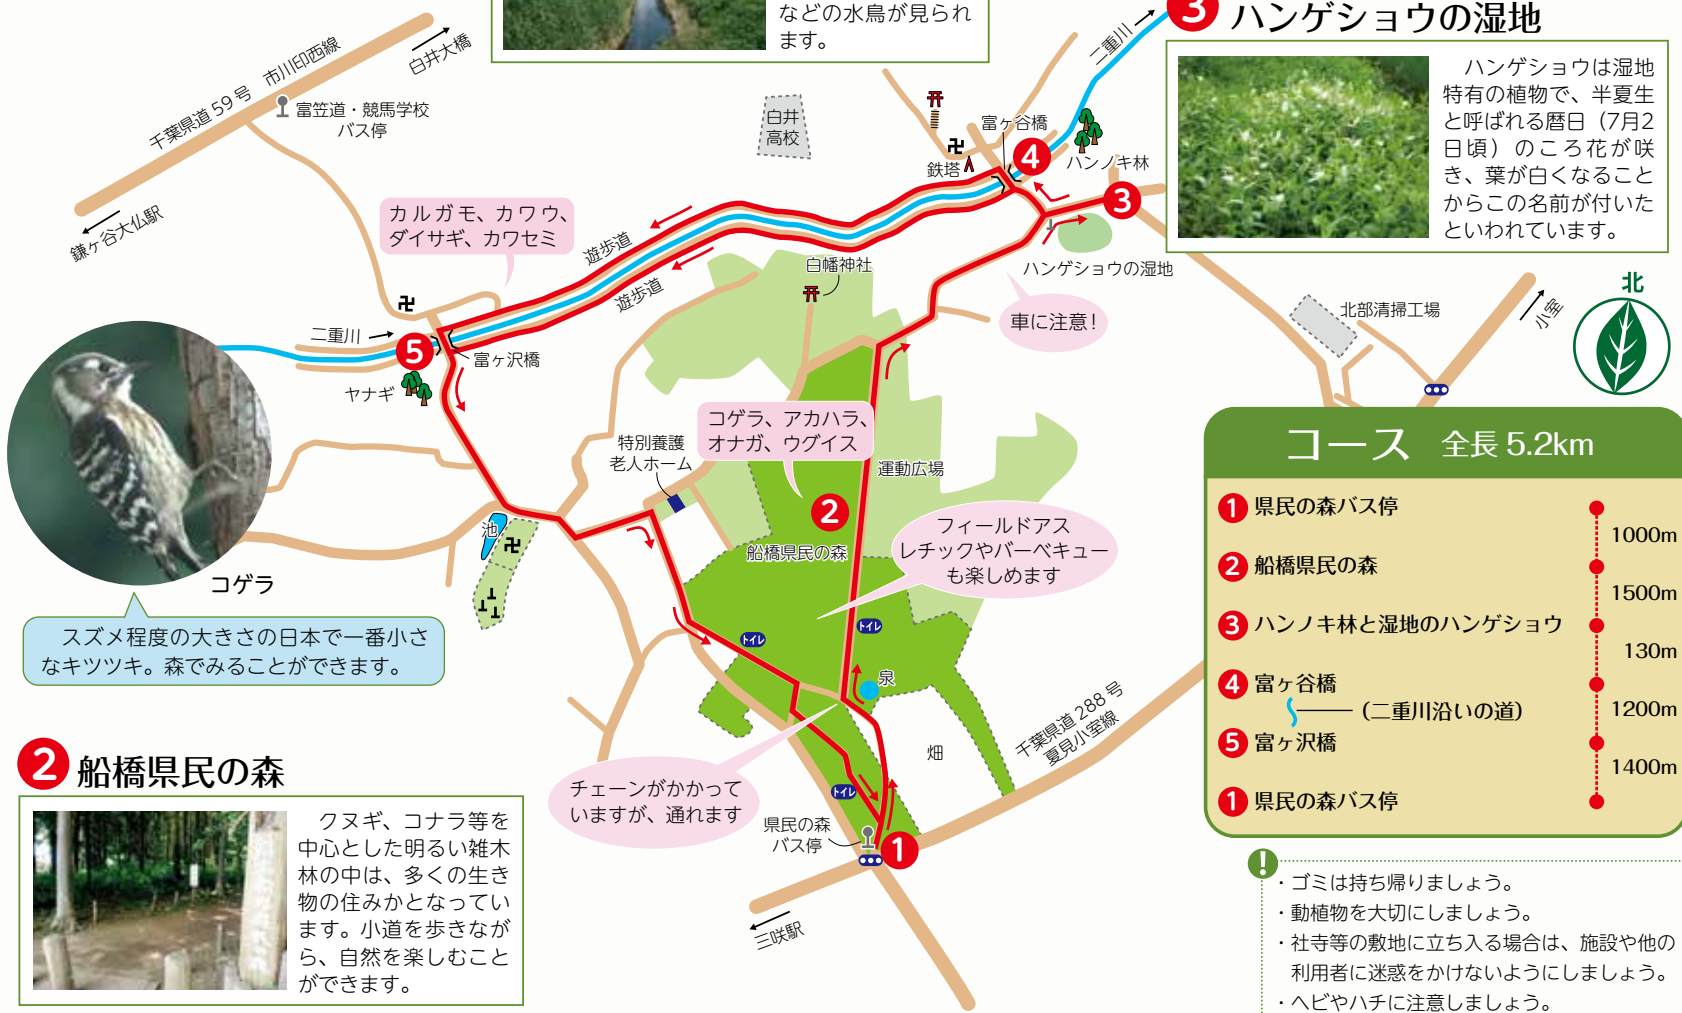 などの水鳥が見られ
ます。
3 ハンゲショウの湿地
ハンゲショウは湿地
特有の植物で、半夏生
と呼ばれる暦日（7月2
日頃）のころ花が咲
き、葉が白くなること
からこの名前が付いた
といわれています。
千葉県道59号 市川印西線
白井大橋
富笠道・競馬学校
バス停
鎌ヶ谷大仏駅
白井
高校
二重川
富ヶ谷橋
鉄塔
4
ハンノキ林
3
カルガモ、カワウ、
ダイサギ、カワセミ
遊歩道
遊歩道
白幡神社
ハンゲショウの湿地
車に注意！
北部清掃工場
小室
北
二重川
5
富ヶ沢橋
ヤナギ
コゲラ、アカハラ、
オナガ、ウグイス
特別養護
老人ホーム
運動広場
2
船橋県民の森
フィールドアス
レチックやバーベキュー
も楽しめます
池
コゲラ
スズメ程度の大きさの日本で一番小さ
なキツツキ。森でみることができます。
トイレ
トイレ
泉
畑
千葉県道288号
夏見小室線
チェーンがかかって
いますが、通れます
トイレ
県民の森
バス停
1
三咲駅
2 船橋県民の森
クヌギ、コナラ等を
中心とした明るい雑木
林の中は、多くの生き
物の住みかとなってい
ます。小道を歩きなが
ら、自然を楽しむこと
ができます。
コース 全長5.2km
1 県民の森バス停
1000m
2 船橋県民の森
1500m
3 ハンノキ林と湿地のハンゲショウ
130m
4 富ヶ谷橋
（二重川沿いの道）
1200m
5 富ヶ沢橋
1400m
1 県民の森バス停
!
・ゴミは持ち帰りましょう。
・動植物を大切にしましょう。
・社寺等の敷地に立ち入る場合は、施設や他の
利用者に迷惑をかけないようにしましょう。
・ヘビやハチに注意しましょう。